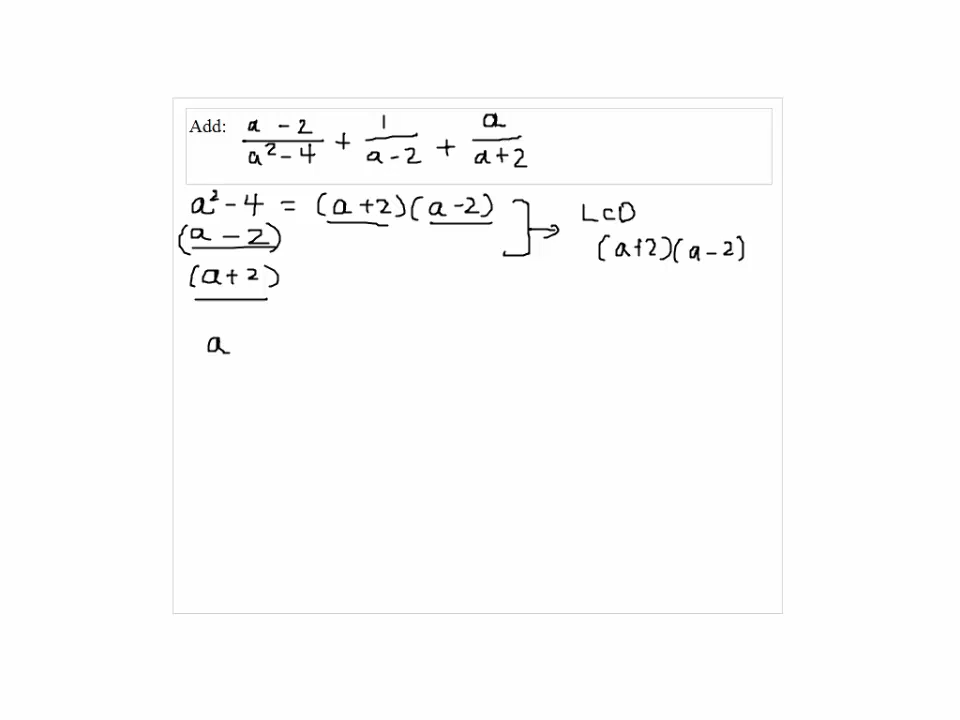 Add: (a - 2)/(a² - 4) + 1/(a - 2) + a/(a + 2)
a² - 4 = (a + 2)(a - 2)
(a - 2)
(a + 2)
LCD
(a + 2)(a - 2)
a